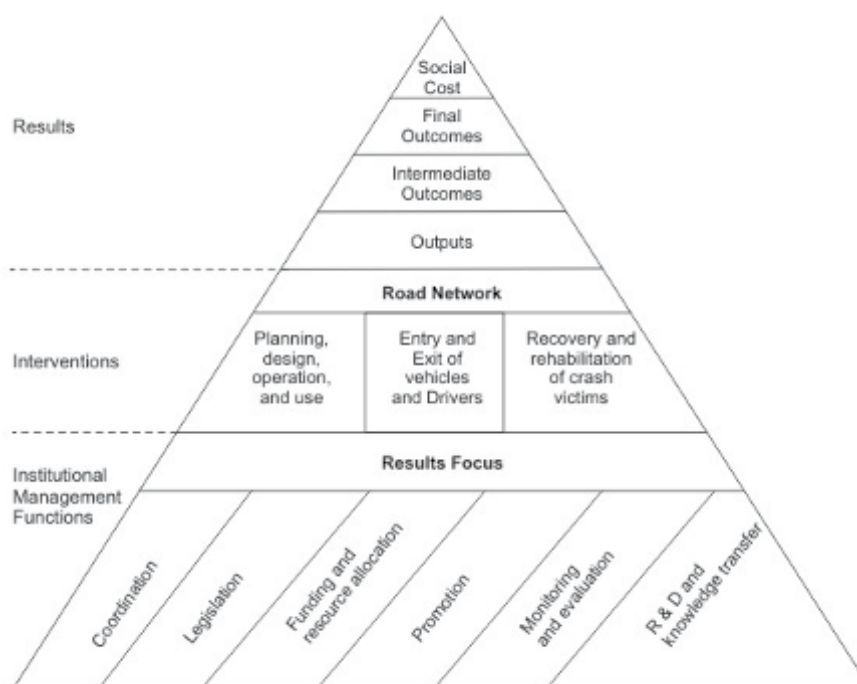 Social
Cost
Results
Final
Outcomes
Intermediate
Outcomes
Outputs
Road Network
Interventions
Planning,
design,
operation,
and use
Entry and
Exit of
vehicles
and Drivers
Recovery and
rehabilitation
of crash
victims
Institutional
Management
Functions
Results Focus
Coordination
Legislation
Funding and
resource allocation
Promotion
Monitoring
and evaluation
R & D and
knowledge transfer